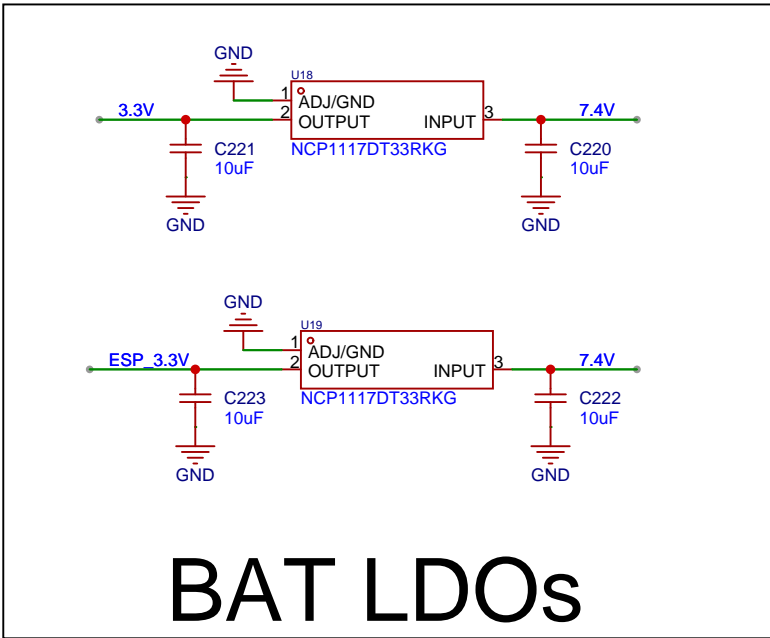 GND
U18
1 ADJ/GND
3.3V 2 OUTPUT INPUT 3 7.4V
NCP1117DT33RKG
C221
10uF
C220
10uF
GND
GND
GND
U19
1 ADJ/GND
ESP_3.3V 2 OUTPUT INPUT 3 7.4V
NCP1117DT33RKG
C223
10uF
C222
10uF
GND
GND
BAT LDOs